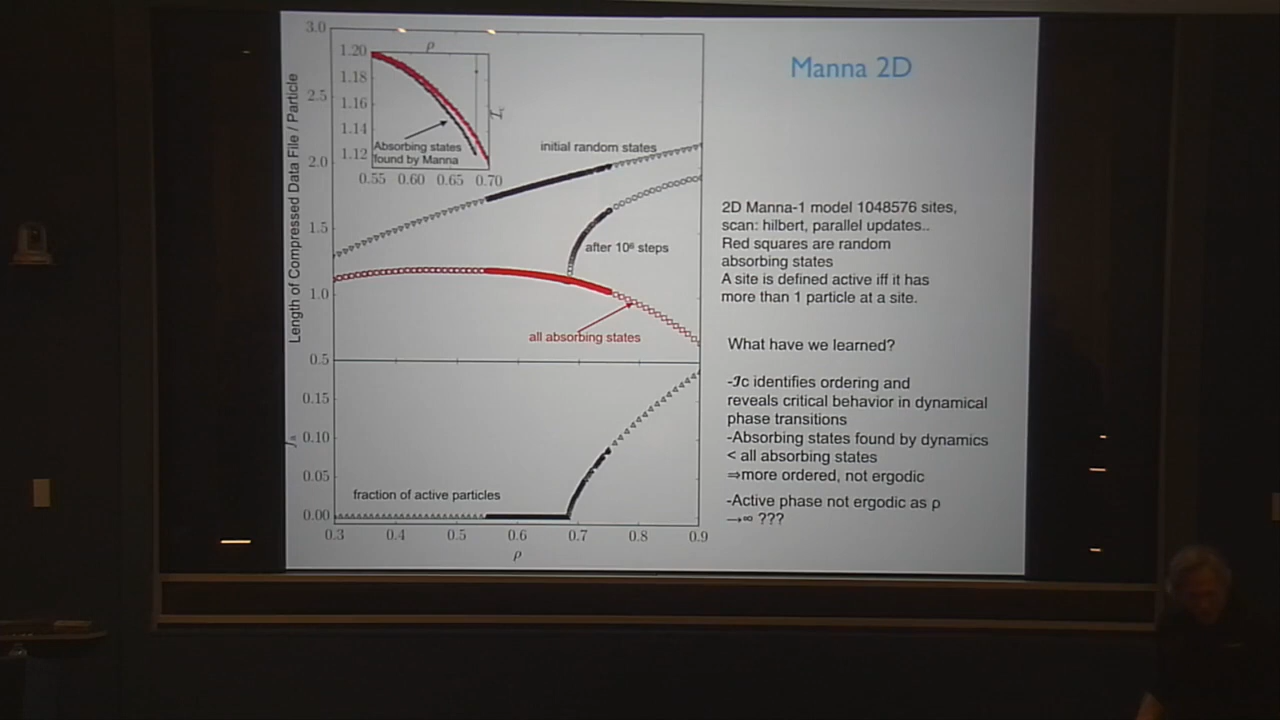 Manna 2D
Length of Compressed Data File / Particle
3.0
2.5
2.0
1.5
1.0
0.5
ρ
1.20
1.18
1.16
1.14
1.12
0.55 0.60 0.65 0.70
Absorbing states
found by Manna
initial random states
after 10⁶ steps
all absorbing states
0.15
0.10
0.05
0.00
fraction of active particles
0.3 0.4 0.5 0.6 0.7 0.8 0.9
ρ
2D Manna-1 model 1048576 sites,
scan: hilbert, parallel updates..
Red squares are random
absorbing states
A site is defined active iff it has
more than 1 particle at a site.
What have we learned?
-ℐc identifies ordering and
reveals critical behavior in dynamical
phase transitions
-Absorbing states found by dynamics
< all absorbing states
⇒more ordered, not ergodic
-Active phase not ergodic as ρ
→∞ ???